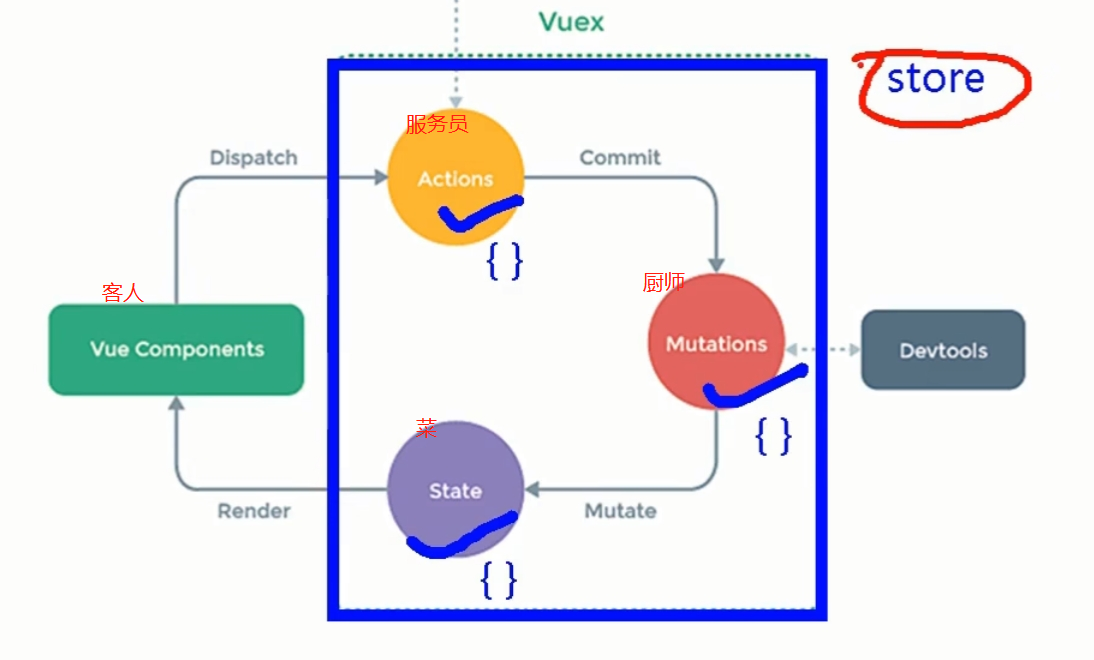 Vuex
store
服务员
Dispatch
Actions
Commit
{ }
客人
厨师
Vue Components
Mutations
Devtools
{ }
菜
State
Render
Mutate
{ }